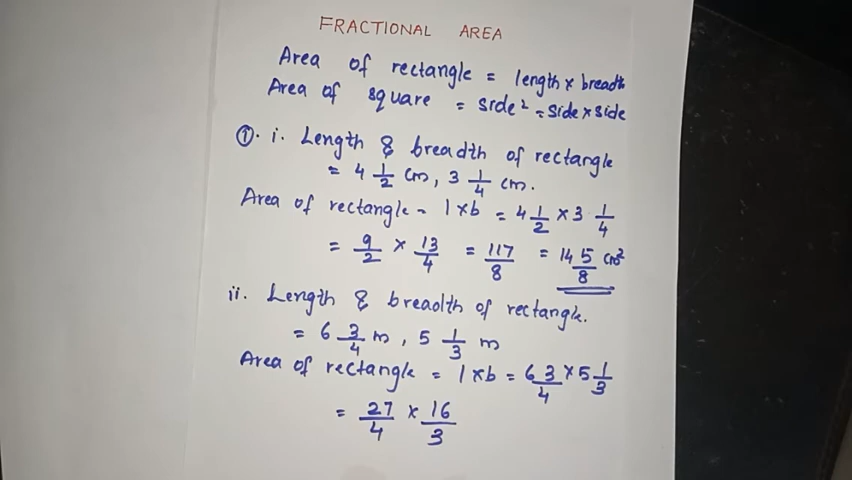 FRACTIONAL AREA
Area of rectangle = length × breadth
Area of square = side² = side × side
①. i. Length & breadth of rectangle
= 4 1/2 cm, 3 1/4 cm.
Area of rectangle = l × b = 4 1/2 × 3 1/4
= 9/2 × 13/4 = 117/8 = 14 5/8 cm²
ii. Length & breadth of rectangle.
= 6 3/4 m, 5 1/3 m
Area of rectangle = l × b = 6 3/4 × 5 1/3
= 27/4 × 16/3